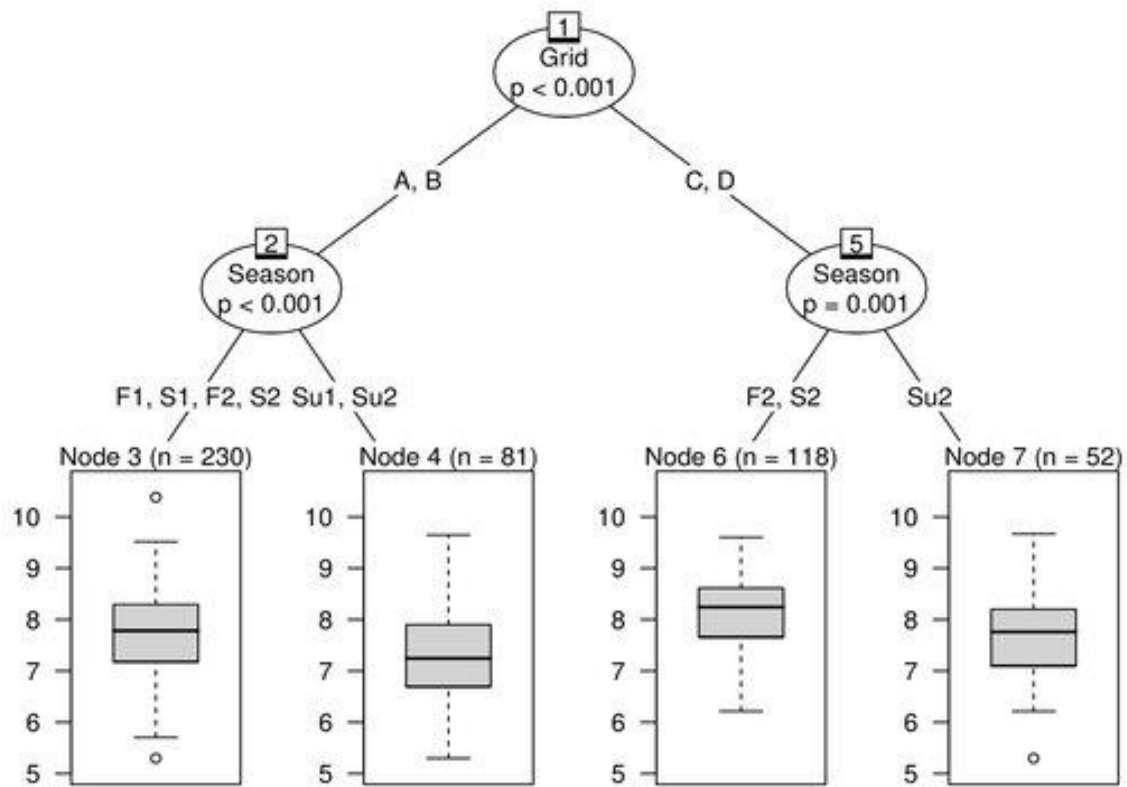 1
Grid
p < 0.001
A, B
C, D
2
Season
p < 0.001
5
Season
p = 0.001
F1, S1, F2, S2
Su1, Su2
F2, S2
Su2
Node 3 (n = 230)
10
9
8
7
6
5
Node 4 (n = 81)
10
9
8
7
6
5
Node 6 (n = 118)
10
9
8
7
6
5
Node 7 (n = 52)
10
9
8
7
6
5